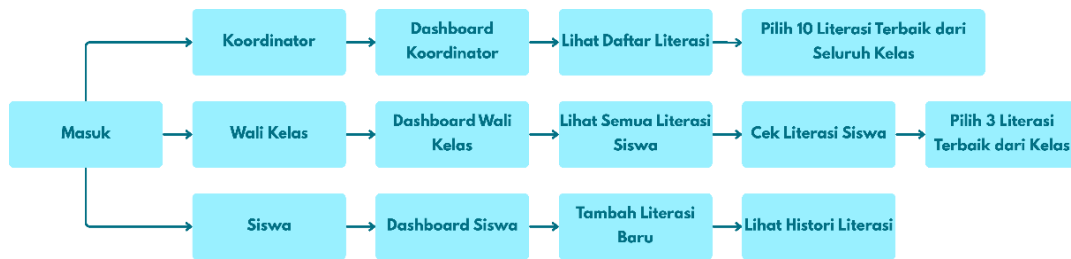 Koordinator
Dashboard
Koordinator
Lihat Daftar Literasi
Pilih 10 Literasi Terbaik dari
Seluruh Kelas
Masuk
Wali Kelas
Dashboard Wali
Kelas
Lihat Semua Literasi
Siswa
Cek Literasi Siswa
Pilih 3 Literasi
Terbaik dari Kelas
Siswa
Dashboard Siswa
Tambah Literasi
Baru
Lihat Histori Literasi